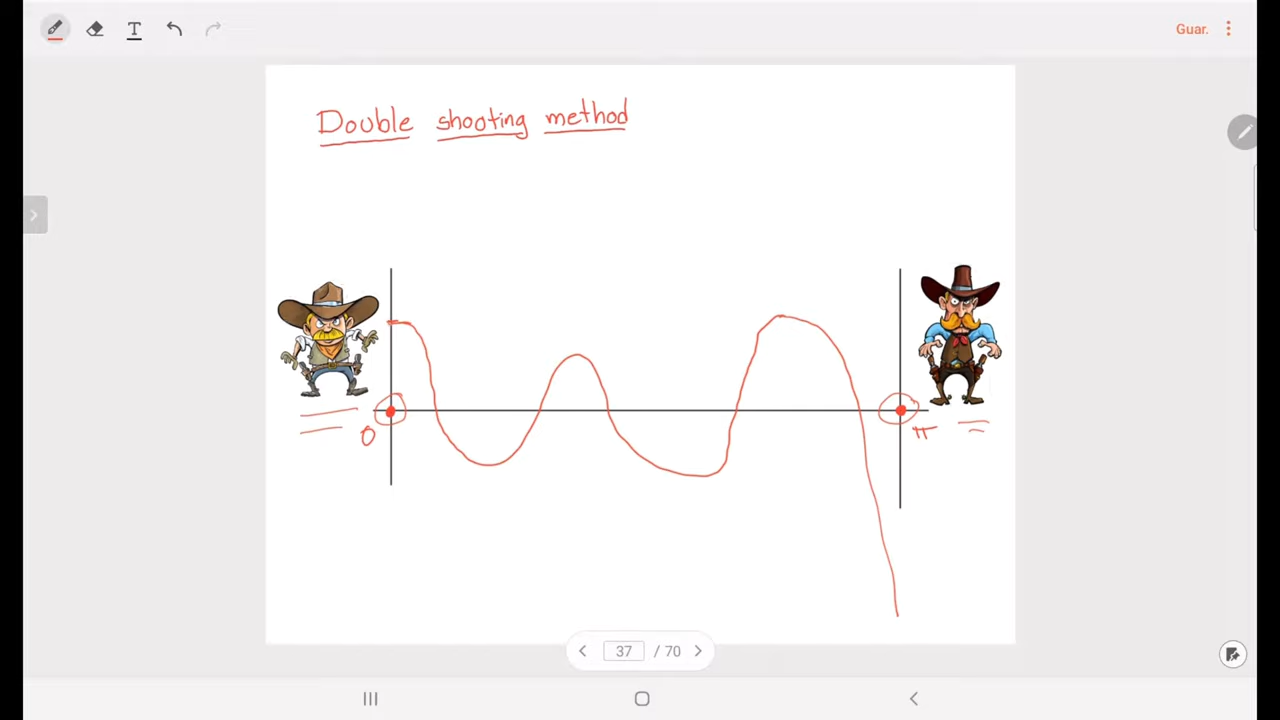 T
Guar.
Double shooting method
0
π
37 / 70